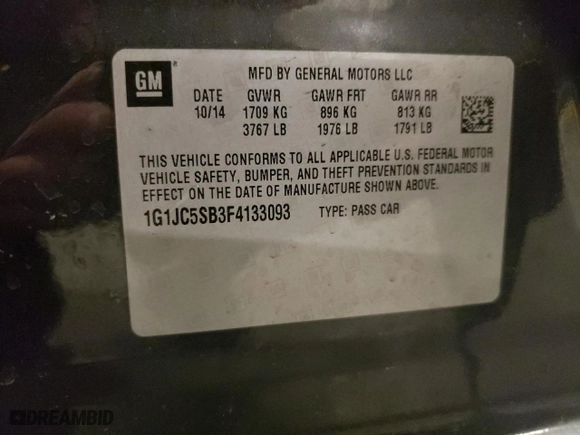 GM ®
MFD BY GENERAL MOTORS LLC
DATE GVWR GAWR FRT GAWR RR
10/14 1709 KG 896 KG 813 KG
3767 LB 1976 LB 1791 LB
THIS VEHICLE CONFORMS TO ALL APPLICABLE U.S. FEDERAL MOTOR
VEHICLE SAFETY, BUMPER, AND THEFT PREVENTION STANDARDS IN
EFFECT ON THE DATE OF MANUFACTURE SHOWN ABOVE.
1G1JC5SB3F4133093 TYPE: PASS CAR
DREAMBID